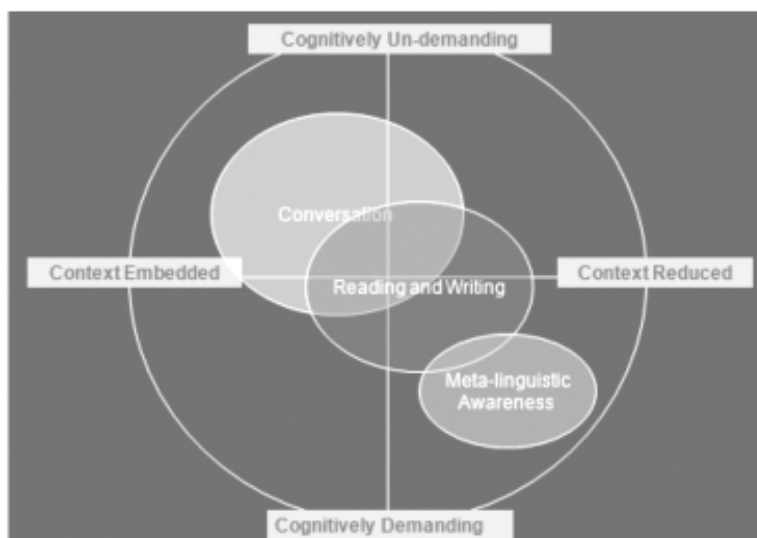 Cognitively Un-demanding
Conversation
Context Embedded
Context Reduced
Reading and Writing
Meta-linguistic
Awareness
Cognitively Demanding